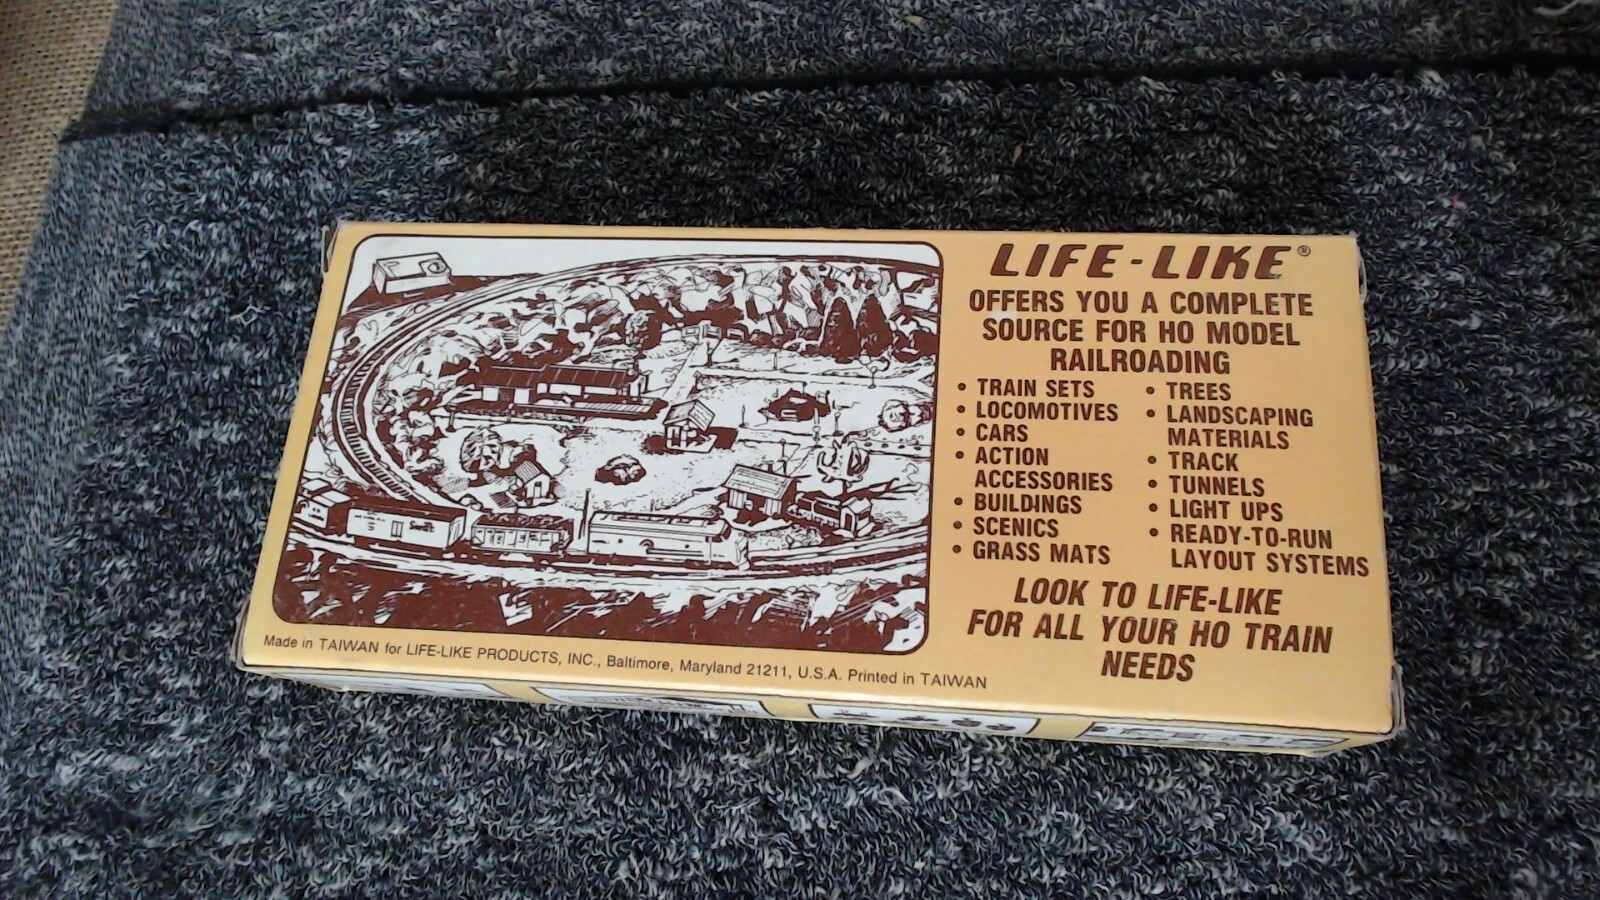 LIFE-LIKE®
OFFERS YOU A COMPLETE
SOURCE FOR HO MODEL
RAILROADING
• TRAIN SETS
• LOCOMOTIVES
• CARS
• ACTION
ACCESSORIES
• BUILDINGS
• SCENICS
• GRASS MATS
• TREES
• LANDSCAPING
MATERIALS
• TRACK
• TUNNELS
• LIGHT UPS
• READY-TO-RUN
LAYOUT SYSTEMS
LOOK TO LIFE-LIKE
FOR ALL YOUR HO TRAIN
NEEDS
Swift
Made in TAIWAN for LIFE-LIKE PRODUCTS, INC., Baltimore, Maryland 21211, U.S.A. Printed in TAIWAN